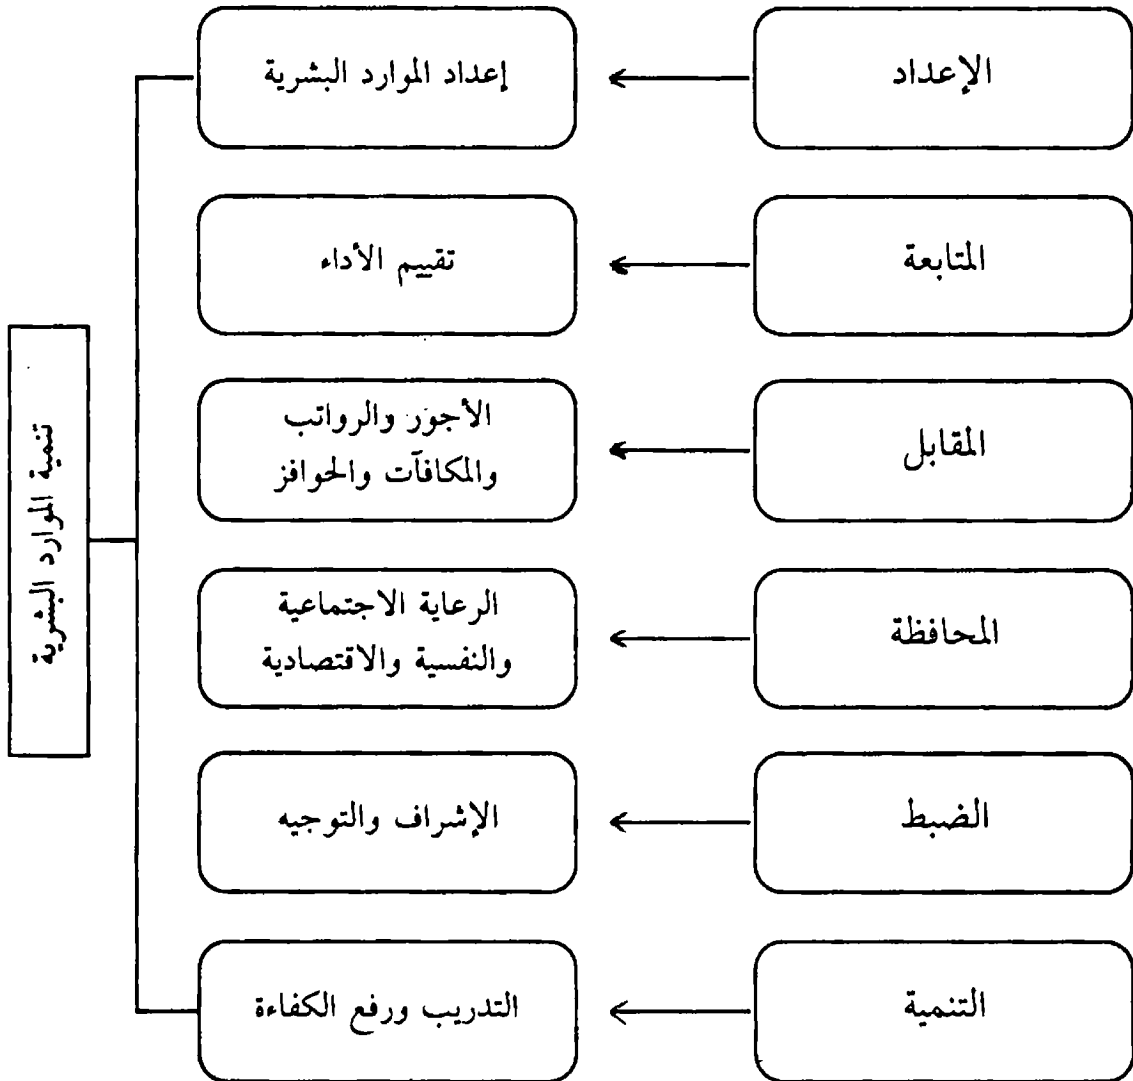 الإعداد
إعداد الموارد البشرية
المتابعة
تقييم الأداء
المقابل
الأجور والرواتب
والمكافآت والحوافز
المحافظة
الرعاية الاجتماعية
والنفسية والاقتصادية
الضبط
الإشراف والتوجيه
التنمية
التدريب ورفع الكفاءة
تنمية الموارد البشرية